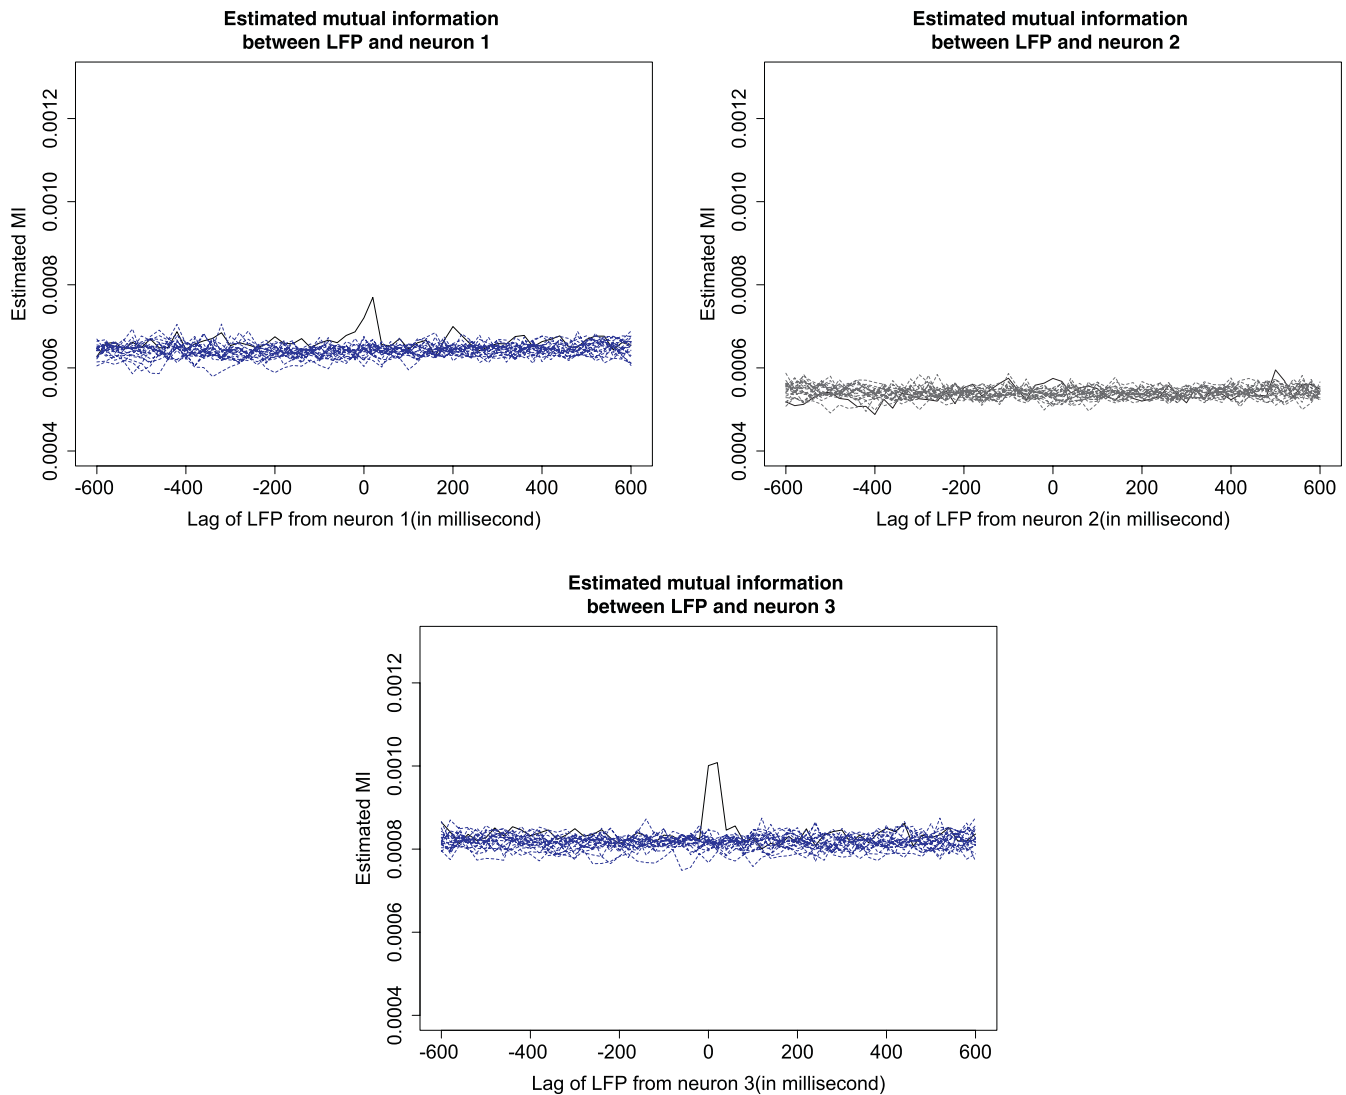 Estimated mutual information
between LFP and neuron 1
Estimated MI
0.0012
0.0010
0.0008
0.0006
0.0004
-600 -400 -200 0 200 400 600
Lag of LFP from neuron 1(in millisecond)
Estimated mutual information
between LFP and neuron 2
Estimated MI
0.0012
0.0010
0.0008
0.0006
0.0004
-600 -400 -200 0 200 400 600
Lag of LFP from neuron 2(in millisecond)
Estimated mutual information
between LFP and neuron 3
Estimated MI
0.0012
0.0010
0.0008
0.0006
0.0004
-600 -400 -200 0 200 400 600
Lag of LFP from neuron 3(in millisecond)